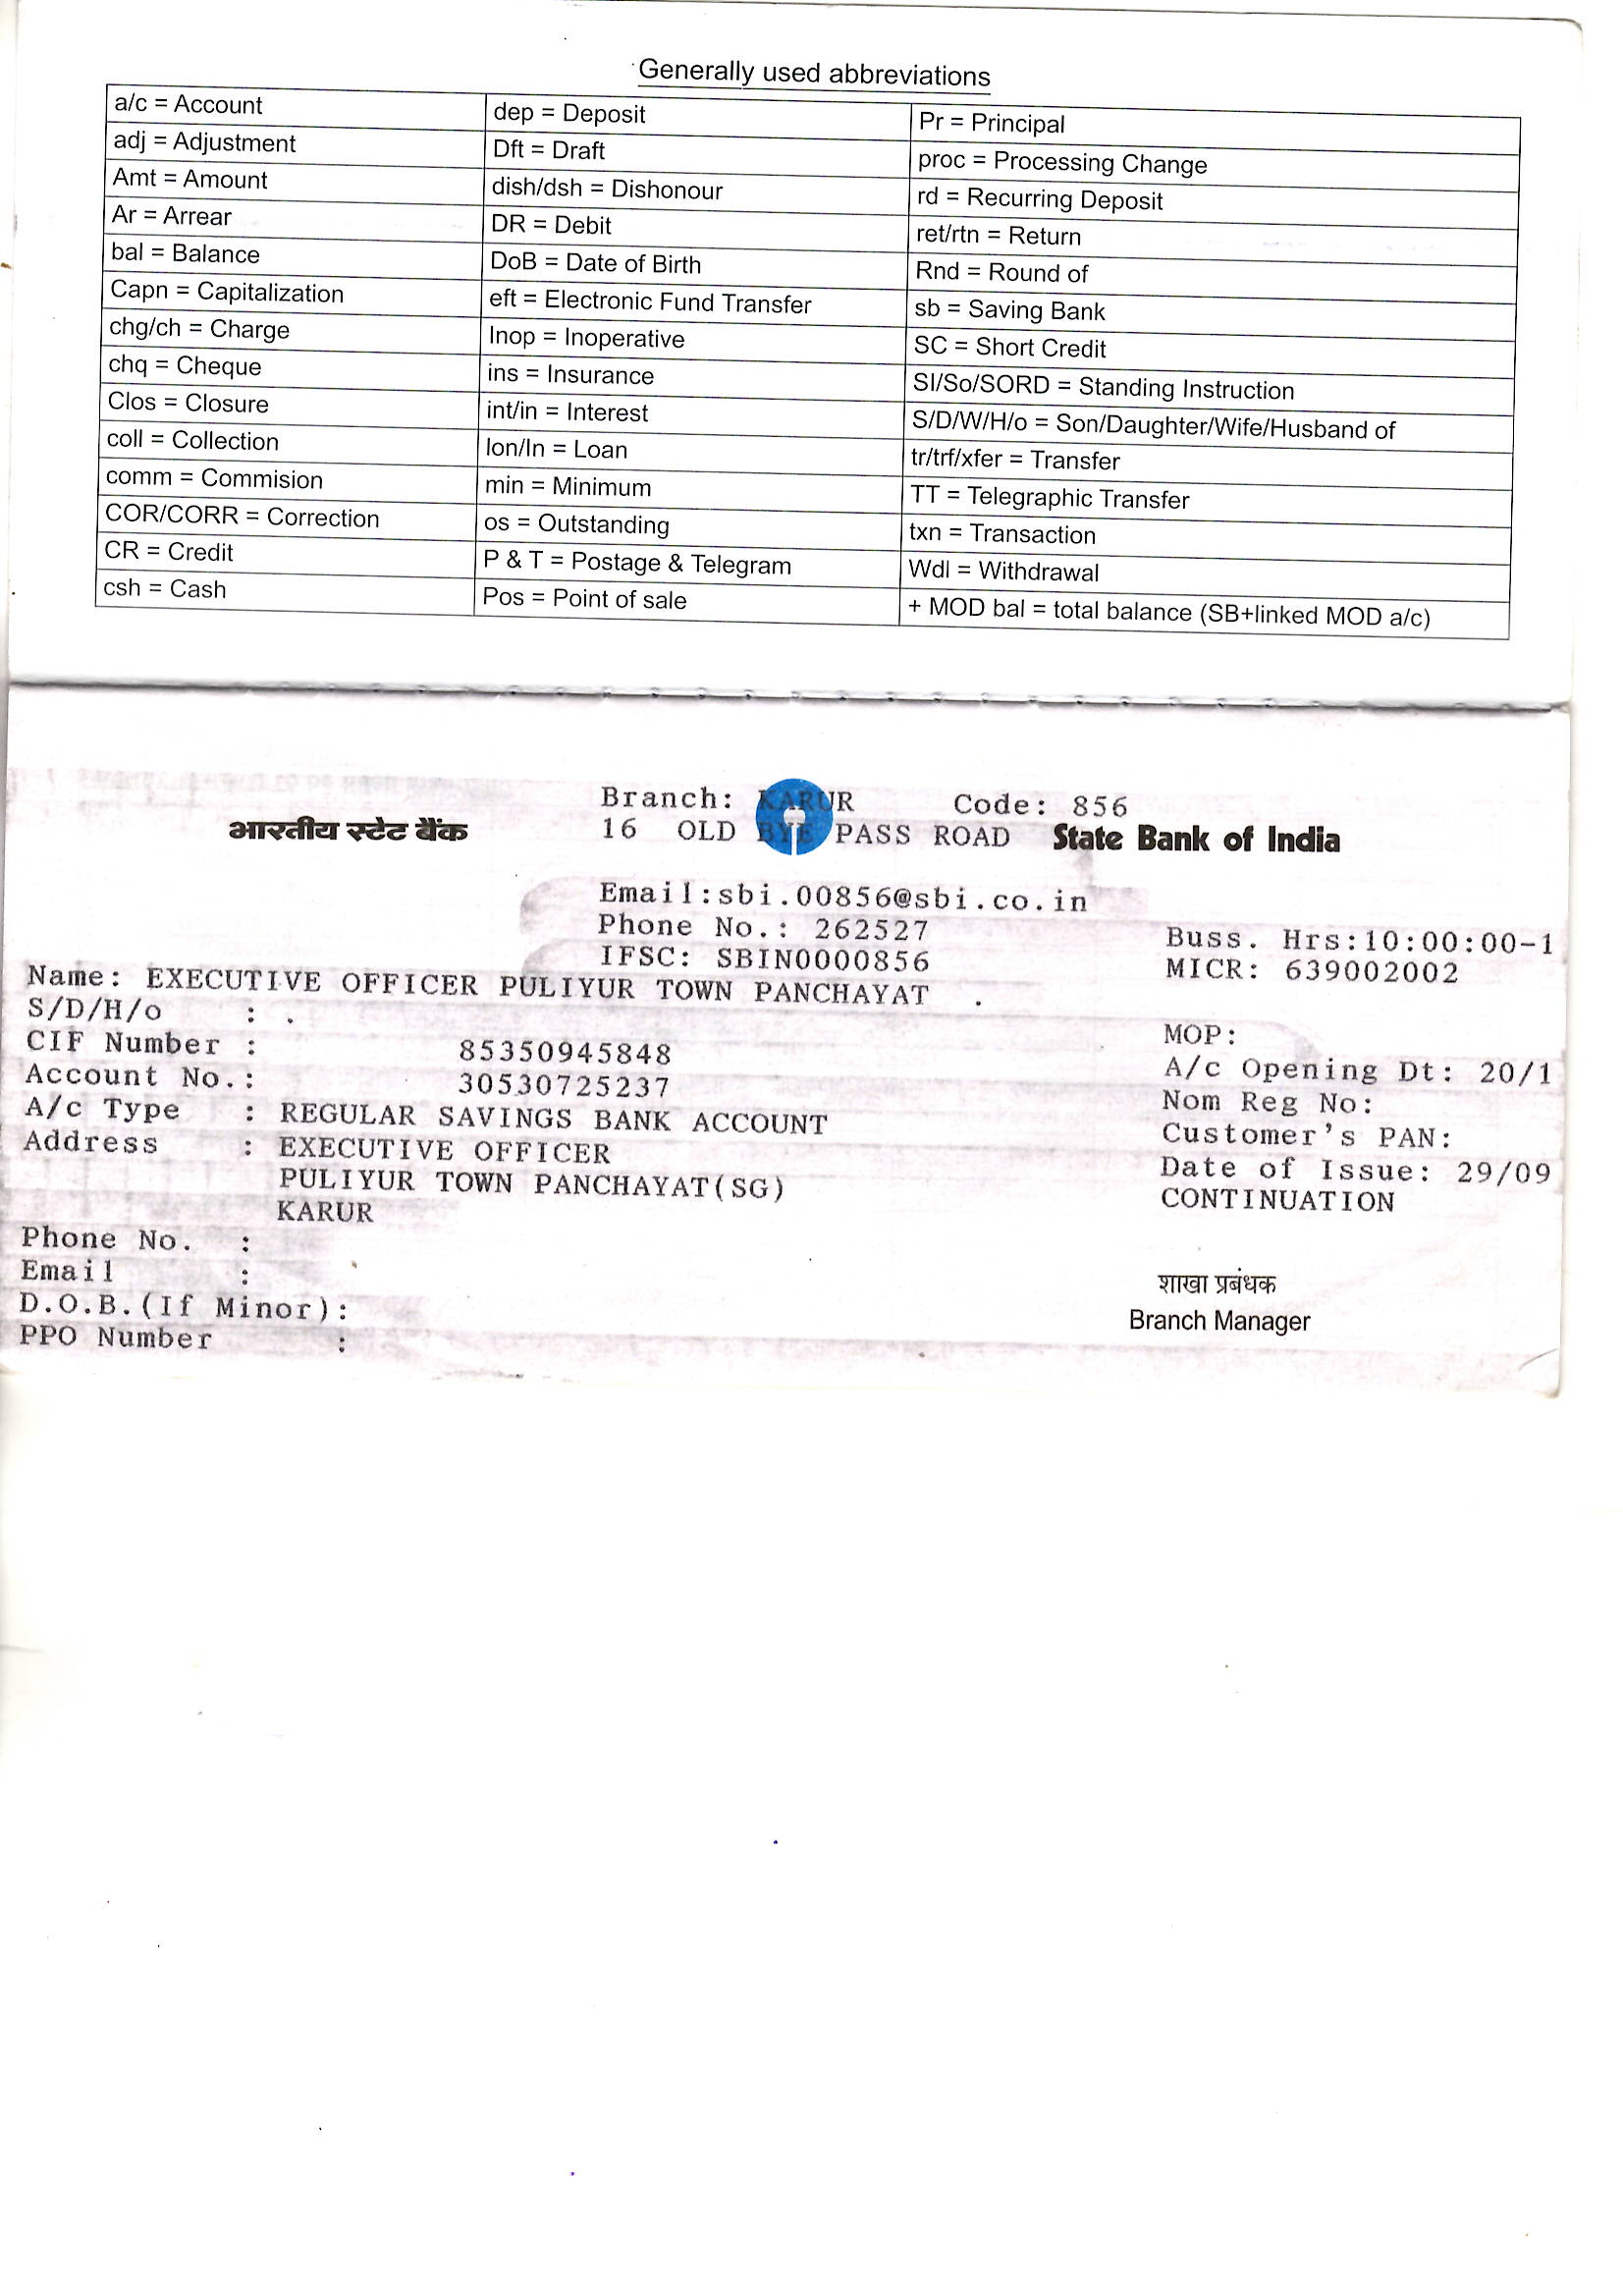 Generally used abbreviations
a/c = Account dep = Deposit Pr = Principal
adj = Adjustment Dft = Draft proc = Processing Change
Amt = Amount dish/dsh = Dishonour rd = Recurring Deposit
Ar = Arrear DR = Debit ret/rtn = Return
bal = Balance DoB = Date of Birth Rnd = Round of
Capn = Capitalization eft = Electronic Fund Transfer sb = Saving Bank
chg/ch = Charge Inop = Inoperative SC = Short Credit
chq = Cheque ins = Insurance SI/So/SORD = Standing Instruction
Clos = Closure int/in = Interest S/D/W/H/o = Son/Daughter/Wife/Husband of
coll = Collection lon/ln = Loan tr/trf/xfer = Transfer
comm = Commision min = Minimum TT = Telegraphic Transfer
COR/CORR = Correction os = Outstanding txn = Transaction
CR = Credit P & T = Postage & Telegram Wdl = Withdrawal
csh = Cash Pos = Point of sale + MOD bal = total balance (SB+linked MOD a/c)
Branch: KARUR Code: 856
भारतीय स्टेट बैंक 16 OLD BYE PASS ROAD State Bank of India
Email:sbi.00856@sbi.co.in
Phone No.: 262527 Buss. Hrs:10:00:00-1
IFSC: SBIN0000856 MICR: 639002002
Name: EXECUTIVE OFFICER PULIYUR TOWN PANCHAYAT .
S/D/H/o : . MOP:
CIF Number : 85350945848 A/c Opening Dt: 20/1
Account No.: 30530725237 Nom Reg No:
A/c Type : REGULAR SAVINGS BANK ACCOUNT Customer's PAN:
Address : EXECUTIVE OFFICER Date of Issue: 29/09
PULIYUR TOWN PANCHAYAT(SG) CONTINUATION
KARUR
Phone No. :
Email : शाखा प्रबंधक
D.O.B.(If Minor): Branch Manager
PPO Number :